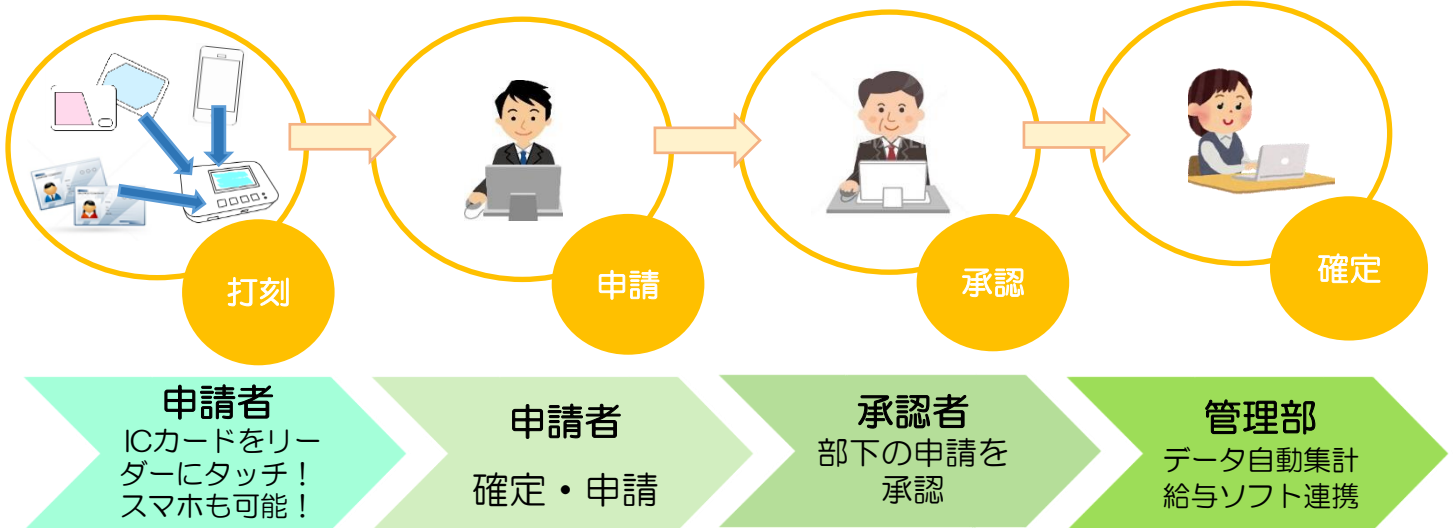 打刻
申請
承認
確定
申請者
ICカードをリー
ダーにタッチ！
スマホも可能！
申請者
確定・申請
承認者
部下の申請を
承認
管理部
データ自動集計
給与ソフト連携